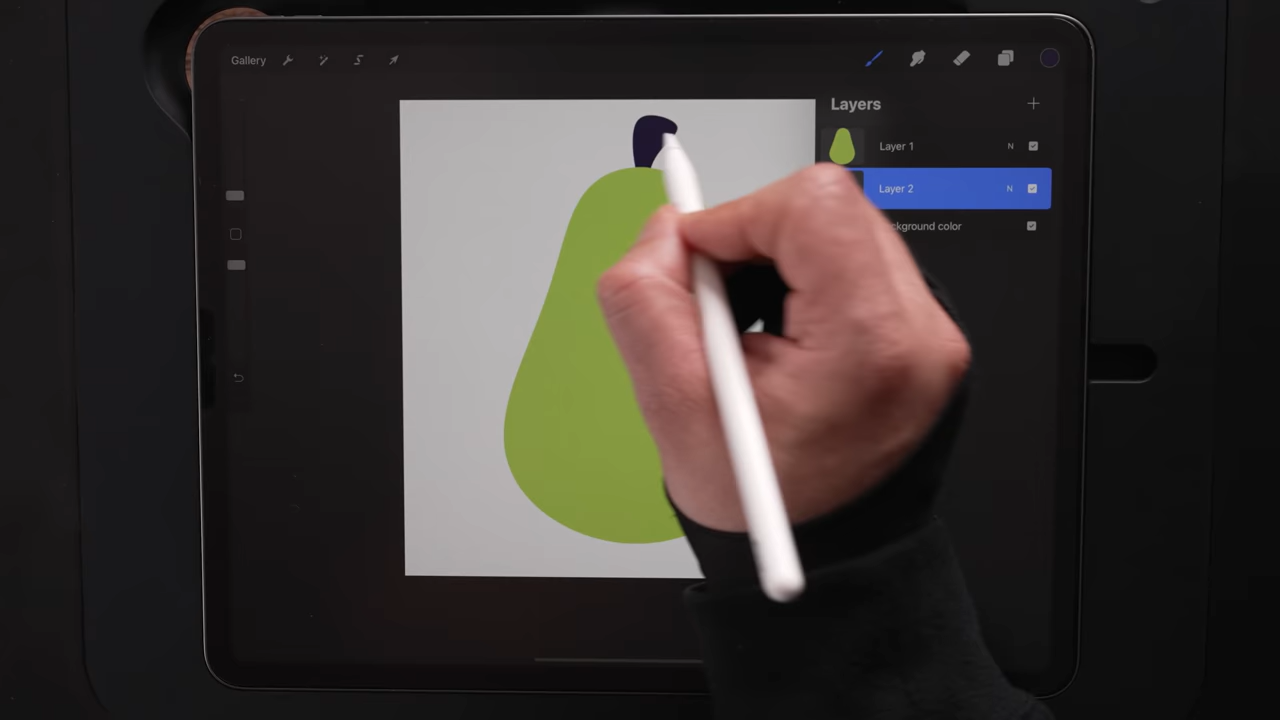 Gallery
Layers
Layer 1 N
Layer 2 N
ckground color